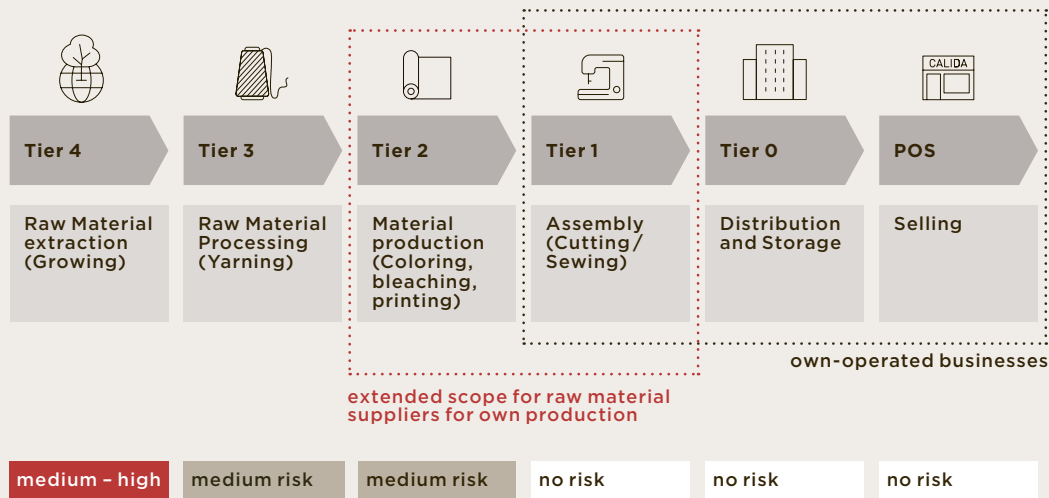 CALIDA
Tier 4
Tier 3
Tier 2
Tier 1
Tier 0
POS
Raw Material
extraction
(Growing)
Raw Material
Processing
(Yarning)
Material
production
(Coloring,
bleaching,
printing)
Assembly
(Cutting/
Sewing)
Distribution
and Storage
Selling
own-operated businesses
extended scope for raw material
suppliers for own production
medium – high
medium risk
medium risk
no risk
no risk
no risk